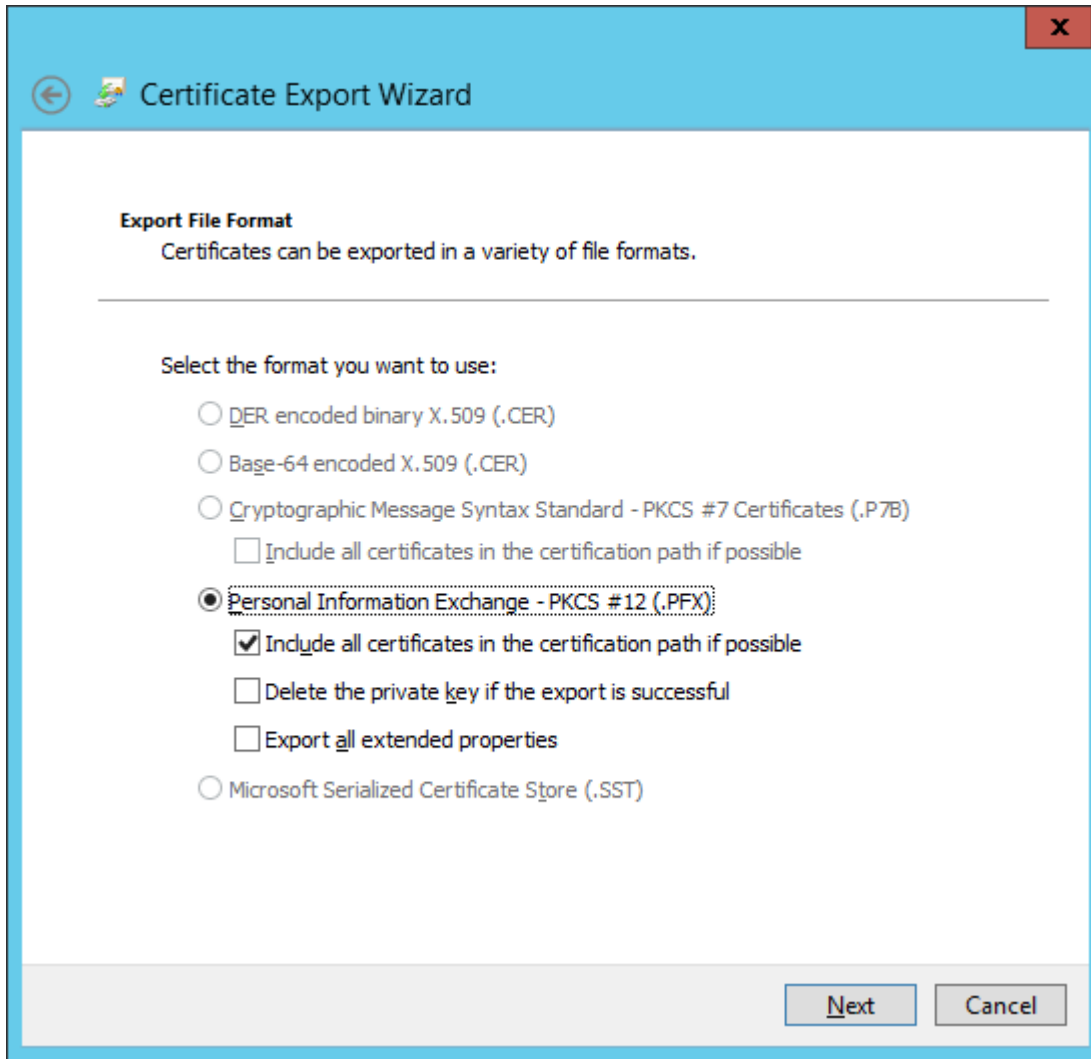 x
Certificate Export Wizard
Export File Format
Certificates can be exported in a variety of file formats.
Select the format you want to use:
DER encoded binary X.509 (.CER)
Base-64 encoded X.509 (.CER)
Cryptographic Message Syntax Standard - PKCS #7 Certificates (.P7B)
Include all certificates in the certification path if possible
Personal Information Exchange - PKCS #12 (.PFX)
Include all certificates in the certification path if possible
Delete the private key if the export is successful
Export all extended properties
Microsoft Serialized Certificate Store (.SST)
Next Cancel